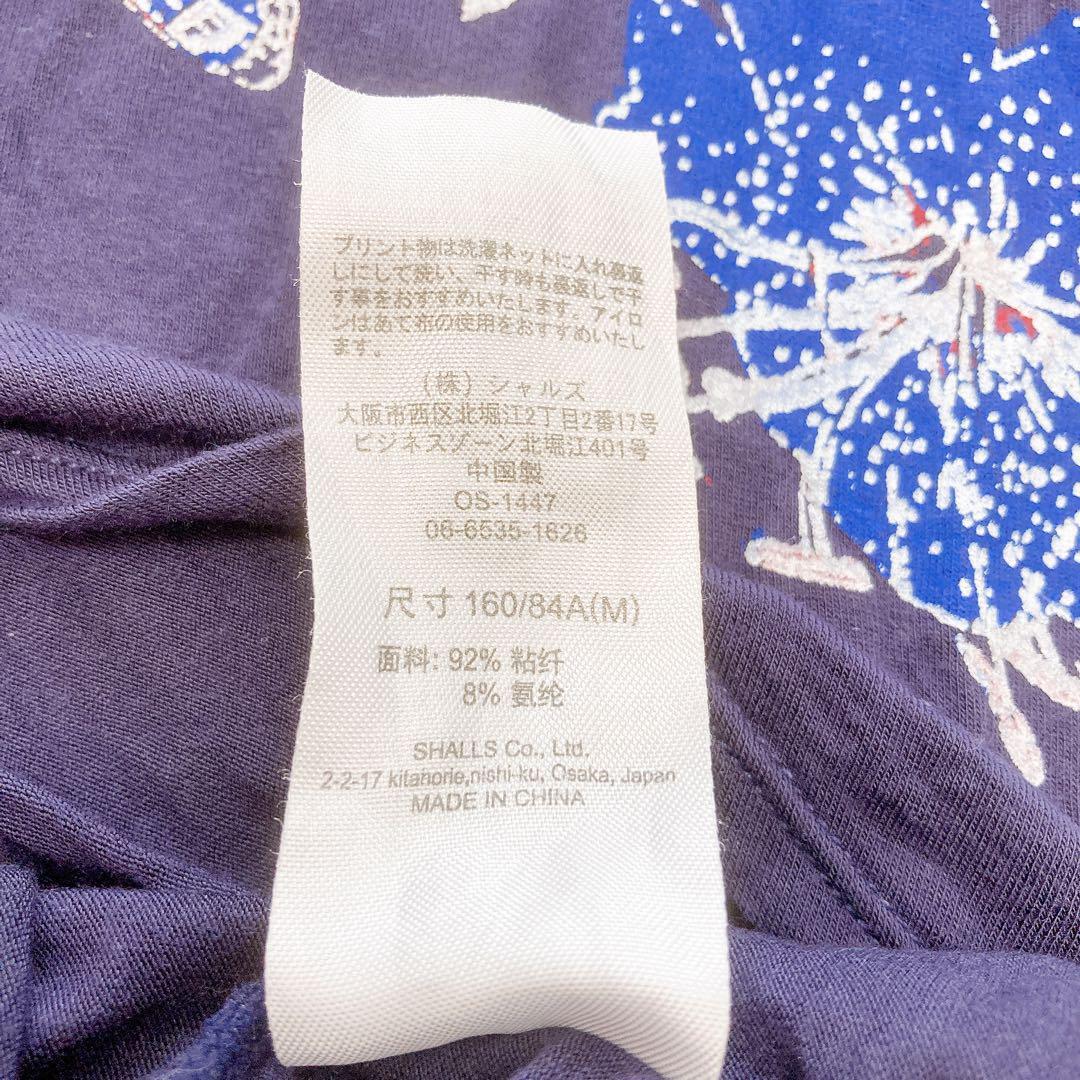 プリント物は洗濯ネットに入れ裏返
しにして洗い、干す時も裏返しで干
す事をおすすめいたします。アイロ
ンはあて布の使用をおすすめいたし
ます。
(株) シャルズ
大阪市西区北堀江2丁目2番17号
ビジネスゾーン北堀江401号
中国製
OS-1447
06-6535-1626
尺寸 160/84A(M)
面料: 92% 粘纤
8% 氨纶
SHALLS Co., Ltd.
2-2-17 kitahorie,nishi-ku, Osaka, Japan
MADE IN CHINA